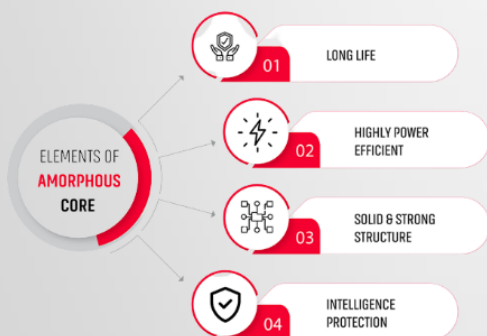 ELEMENTS OF
AMORPHOUS
CORE
01
LONG LIFE
02
HIGHLY POWER
EFFICIENT
03
SOLID & STRONG
STRUCTURE
04
INTELLIGENCE
PROTECTION